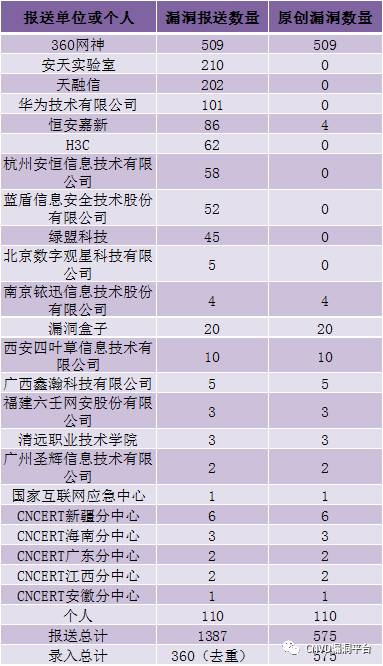 报送单位或个人 漏洞报送数量 原创漏洞数量
360网神 509 509
安天实验室 210 0
天融信 202 0
华为技术有限公司 101 0
恒安嘉新 86 4
H3C 62 0
杭州安恒信息技术有限
公司 58 0
蓝盾信息安全技术股份
有限公司 52 0
绿盟科技 45 0
北京数字观星科技有限
公司 5 0
南京铱迅信息技术股份
有限公司 4 4
漏洞盒子 20 20
西安四叶草信息技术有
限公司 10 10
广西鑫瀚科技有限公司 5 5
福建六壬网安股份有限
公司 3 3
清远职业技术学院 3 3
广州圣辉信息技术有限
公司 2 2
国家互联网应急中心 1 1
CNCERT新疆分中心 6 6
CNCERT海南分中心 3 3
CNCERT广东分中心 2 2
CNCERT江西分中心 2 2
CNCERT安徽分中心 1 1
个人 110 110
报送总计 1387 575
录入总计 360（去重） 575
CNVD漏洞平台